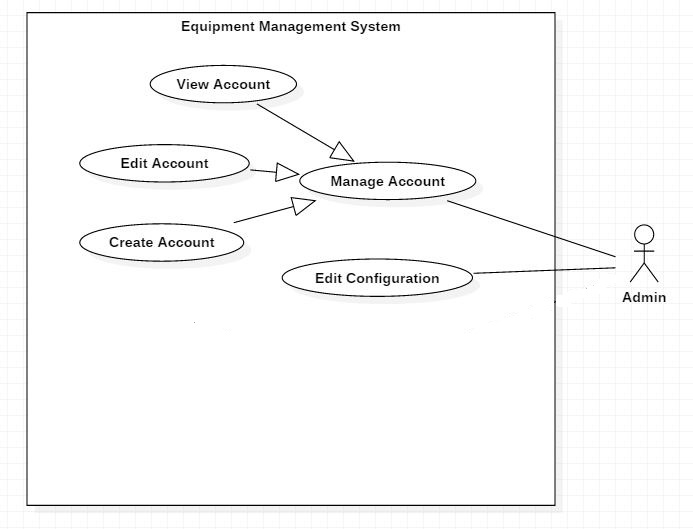 Equipment Management System
View Account
Edit Account
Manage Account
Create Account
Edit Configuration
Admin